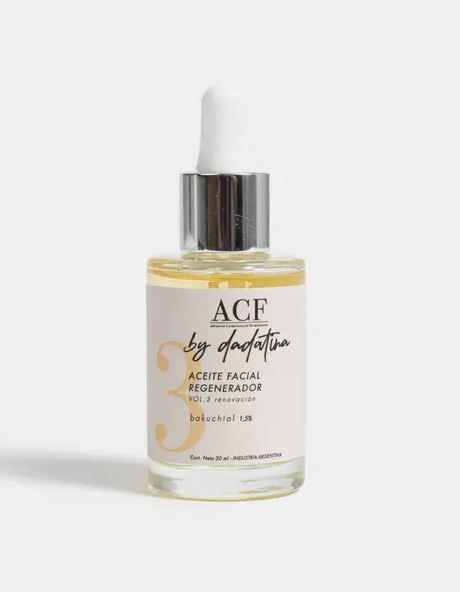 ACF
by dadatina
3
ACEITE FACIAL
REGENERADOR
VOL.3 renovación
bakuchiol 1,5%
Cont. Neto 30 ml - INDUSTRIA ARGENTINA